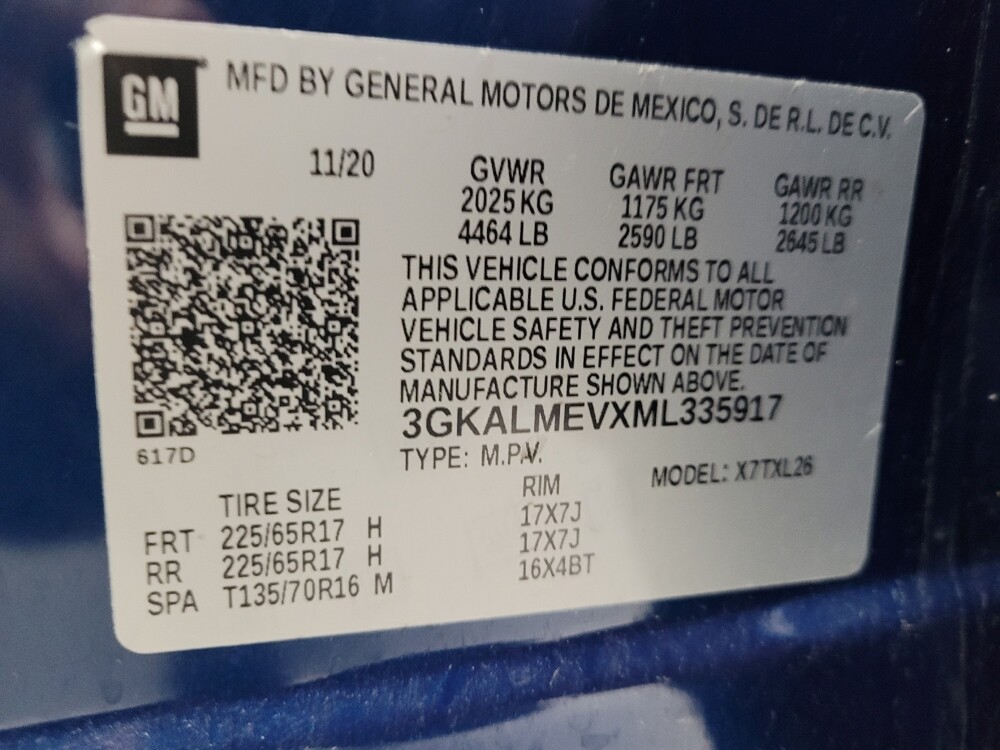 GM
MFD BY GENERAL MOTORS DE MEXICO, S. DE R.L. DE C.V.
11/20 GVWR GAWR FRT GAWR RR
2025 KG 1175 KG 1200 KG
4464 LB 2590 LB 2645 LB
THIS VEHICLE CONFORMS TO ALL
APPLICABLE U.S. FEDERAL MOTOR
VEHICLE SAFETY AND THEFT PREVENTION
STANDARDS IN EFFECT ON THE DATE OF
MANUFACTURE SHOWN ABOVE.
3GKALMEVXML335917
617D
TYPE: M.P.V. MODEL: X7TXL26
TIRE SIZE RIM
FRT 225/65R17 H 17X7J
RR 225/65R17 H 17X7J
SPA T135/70R16 M 16X4BT